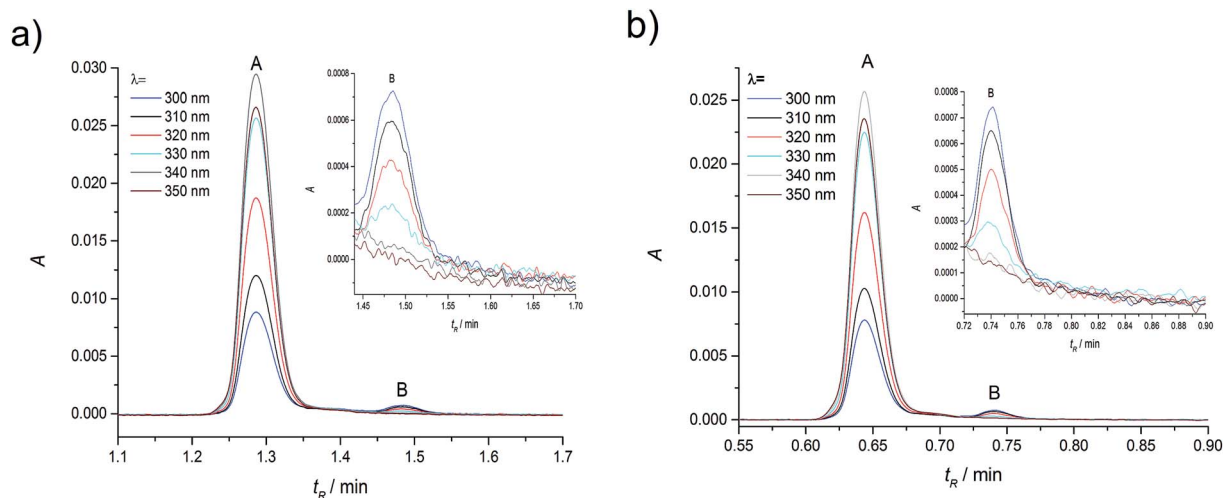 a)
A
0.030
0.025
0.020
0.015
0.010
0.005
0.000
A
λ=
300 nm
310 nm
320 nm
330 nm
340 nm
350 nm
B
1.1 1.2 1.3 1.4 1.5 1.6 1.7
tR / min
B
0.0008
0.0006
0.0004
0.0002
0.0000
A
1.45 1.50 1.55 1.60 1.65 1.70
tR / min
b)
A
0.025
0.020
0.015
0.010
0.005
0.000
A
λ=
300 nm
310 nm
320 nm
330 nm
340 nm
350 nm
B
0.55 0.60 0.65 0.70 0.75 0.80 0.85 0.90
tR / min
B
0.0008
0.0007
0.0006
0.0005
0.0004
0.0003
0.0002
0.0001
0.0000
A
0.72 0.74 0.76 0.78 0.80 0.82 0.84 0.86 0.88 0.90
tR / min